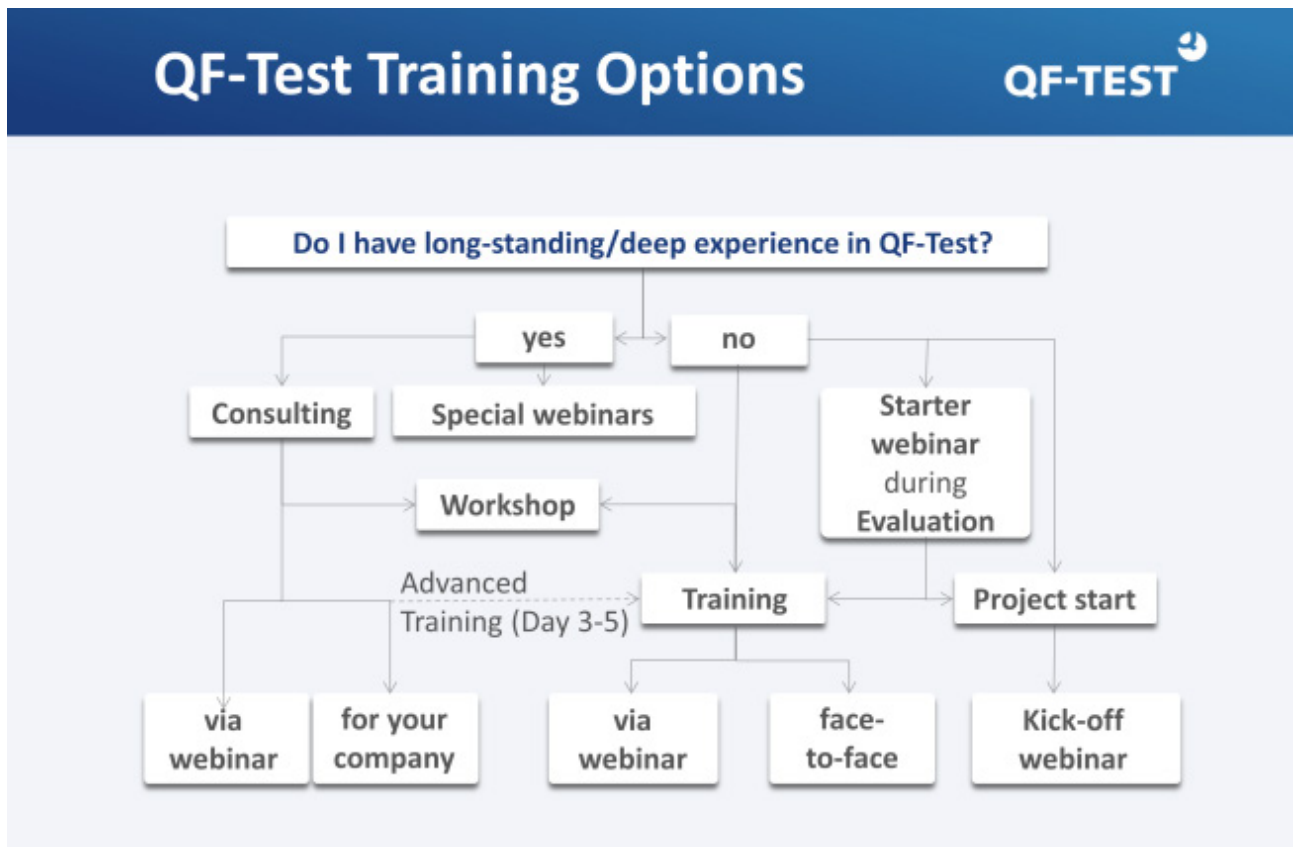 QF-Test Training Options
QF-TEST
Do I have long-standing/deep experience in QF-Test?
yes
no
Consulting
Special webinars
Starter
webinar
during
Evaluation
Workshop
Advanced
Training (Day 3-5)
Training
Project start
via
webinar
for your
company
via
webinar
face-
to-face
Kick-off
webinar